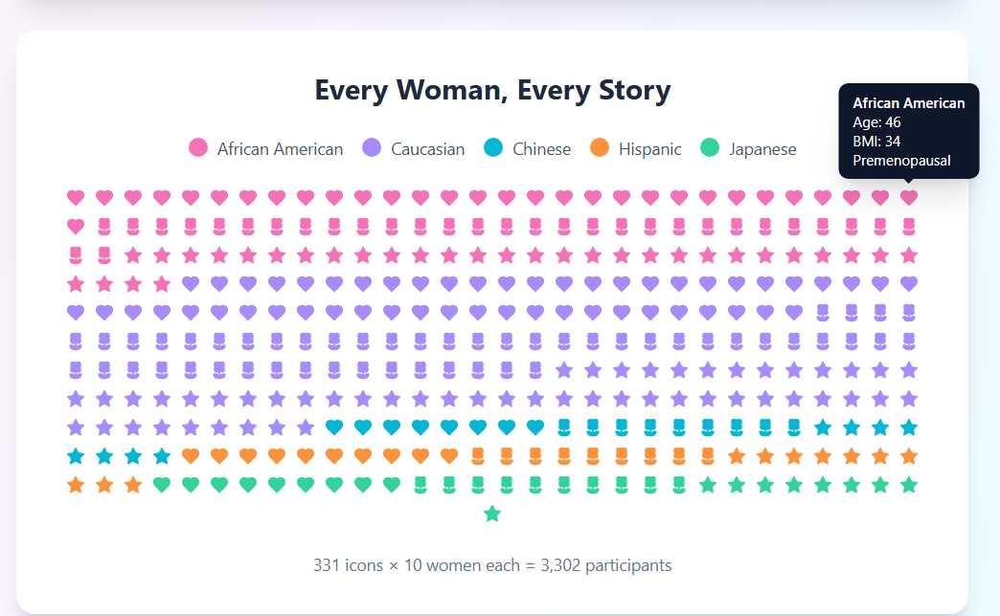 Every Woman, Every Story
African American
Age: 46
BMI: 34
Premenopausal
African American Caucasian Chinese Hispanic Japanese
331 icons × 10 women each = 3,302 participants